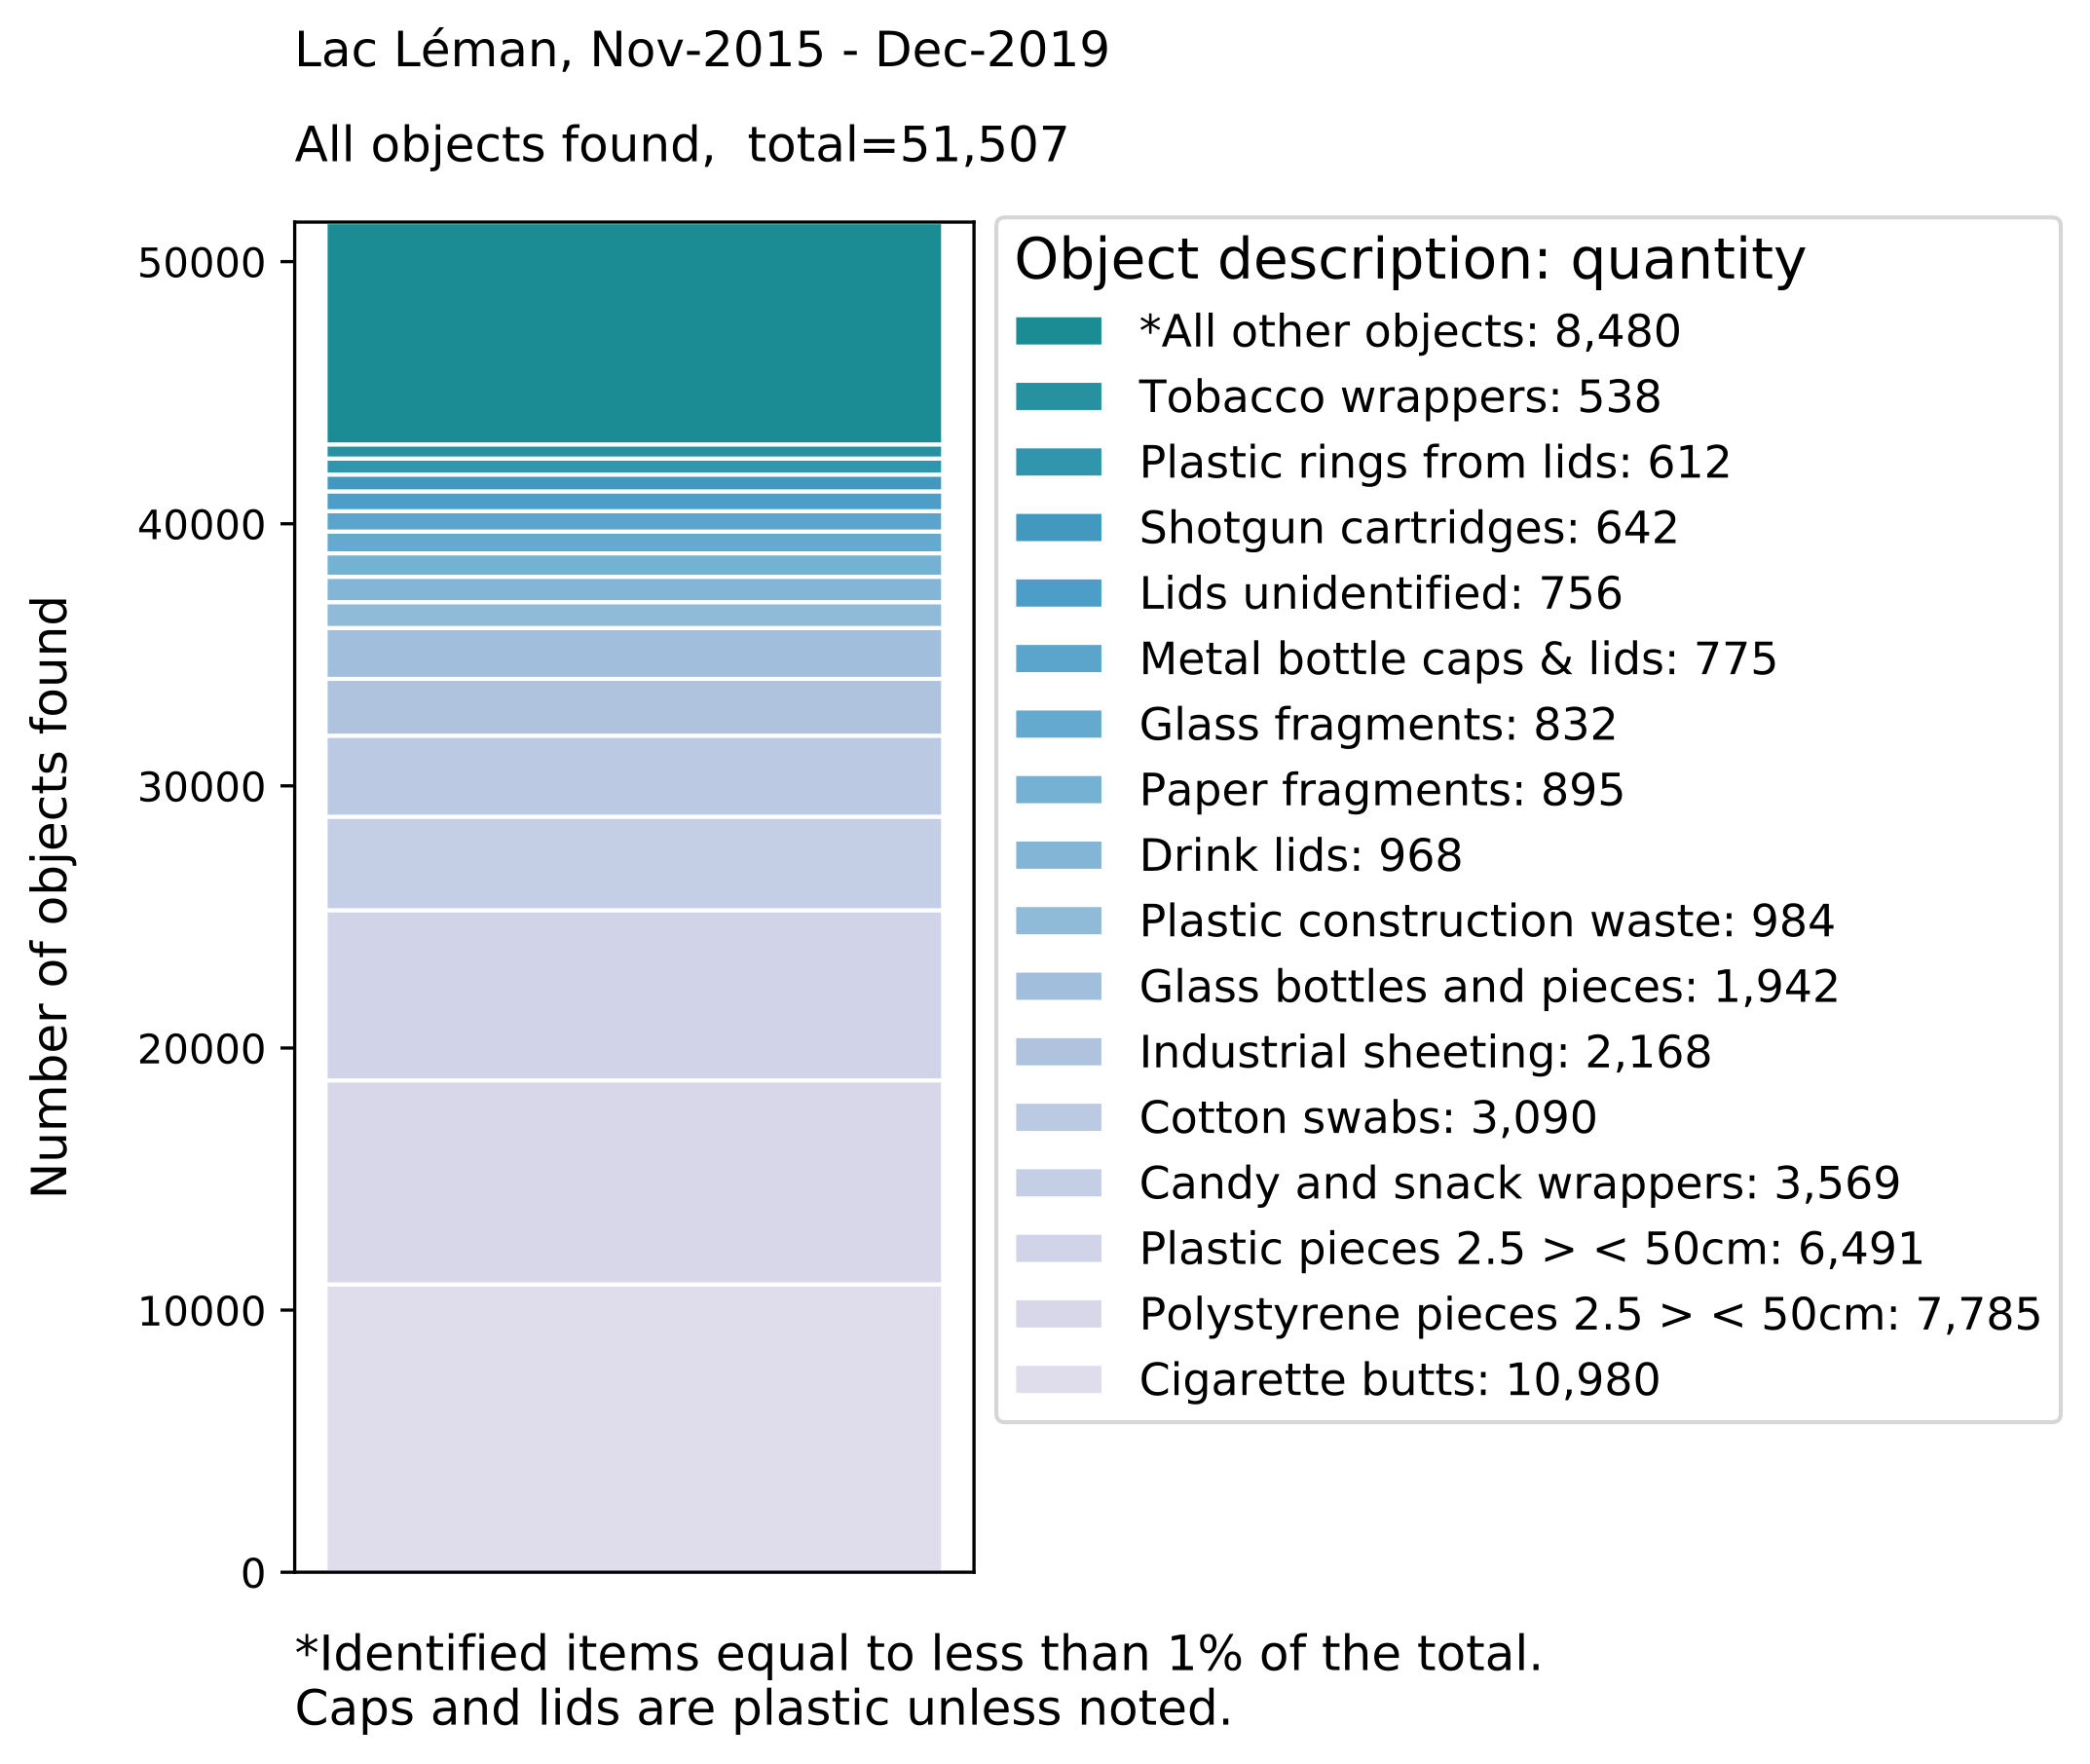 Lac Léman, Nov-2015 - Dec-2019
All objects found,  total=51,507
Number of objects found
50000
40000
30000
20000
10000
0
Object description: quantity
*All other objects: 8,480
Tobacco wrappers: 538
Plastic rings from lids: 612
Shotgun cartridges: 642
Lids unidentified: 756
Metal bottle caps & lids: 775
Glass fragments: 832
Paper fragments: 895
Drink lids: 968
Plastic construction waste: 984
Glass bottles and pieces: 1,942
Industrial sheeting: 2,168
Cotton swabs: 3,090
Candy and snack wrappers: 3,569
Plastic pieces 2.5 > < 50cm: 6,491
Polystyrene pieces 2.5 > < 50cm: 7,785
Cigarette butts: 10,980
*Identified items equal to less than 1% of the total.
Caps and lids are plastic unless noted.